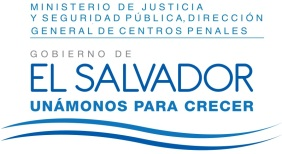 MINISTERIO DE JUSTICIA
Y SEGURIDAD PÚBLICA, DIRECCIÓN
GENERAL DE CENTROS PENALES
GOBIERNO DE
EL SALVADOR
UNÁMONOS PARA CRECER